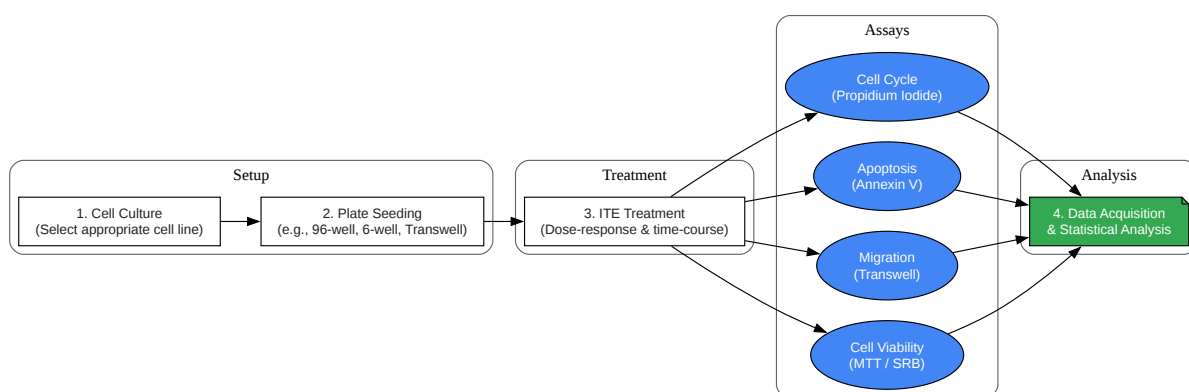 Setup
1. Cell Culture
(Select appropriate cell line)
2. Plate Seeding
(e.g., 96-well, 6-well, Transwell)
Treatment
3. ITE Treatment
(Dose-response & time-course)
Assays
Cell Cycle
(Propidium Iodide)
Apoptosis
(Annexin V)
Migration
(Transwell)
Cell Viability
(MTT / SRB)
Analysis
4. Data Acquisition
& Statistical Analysis